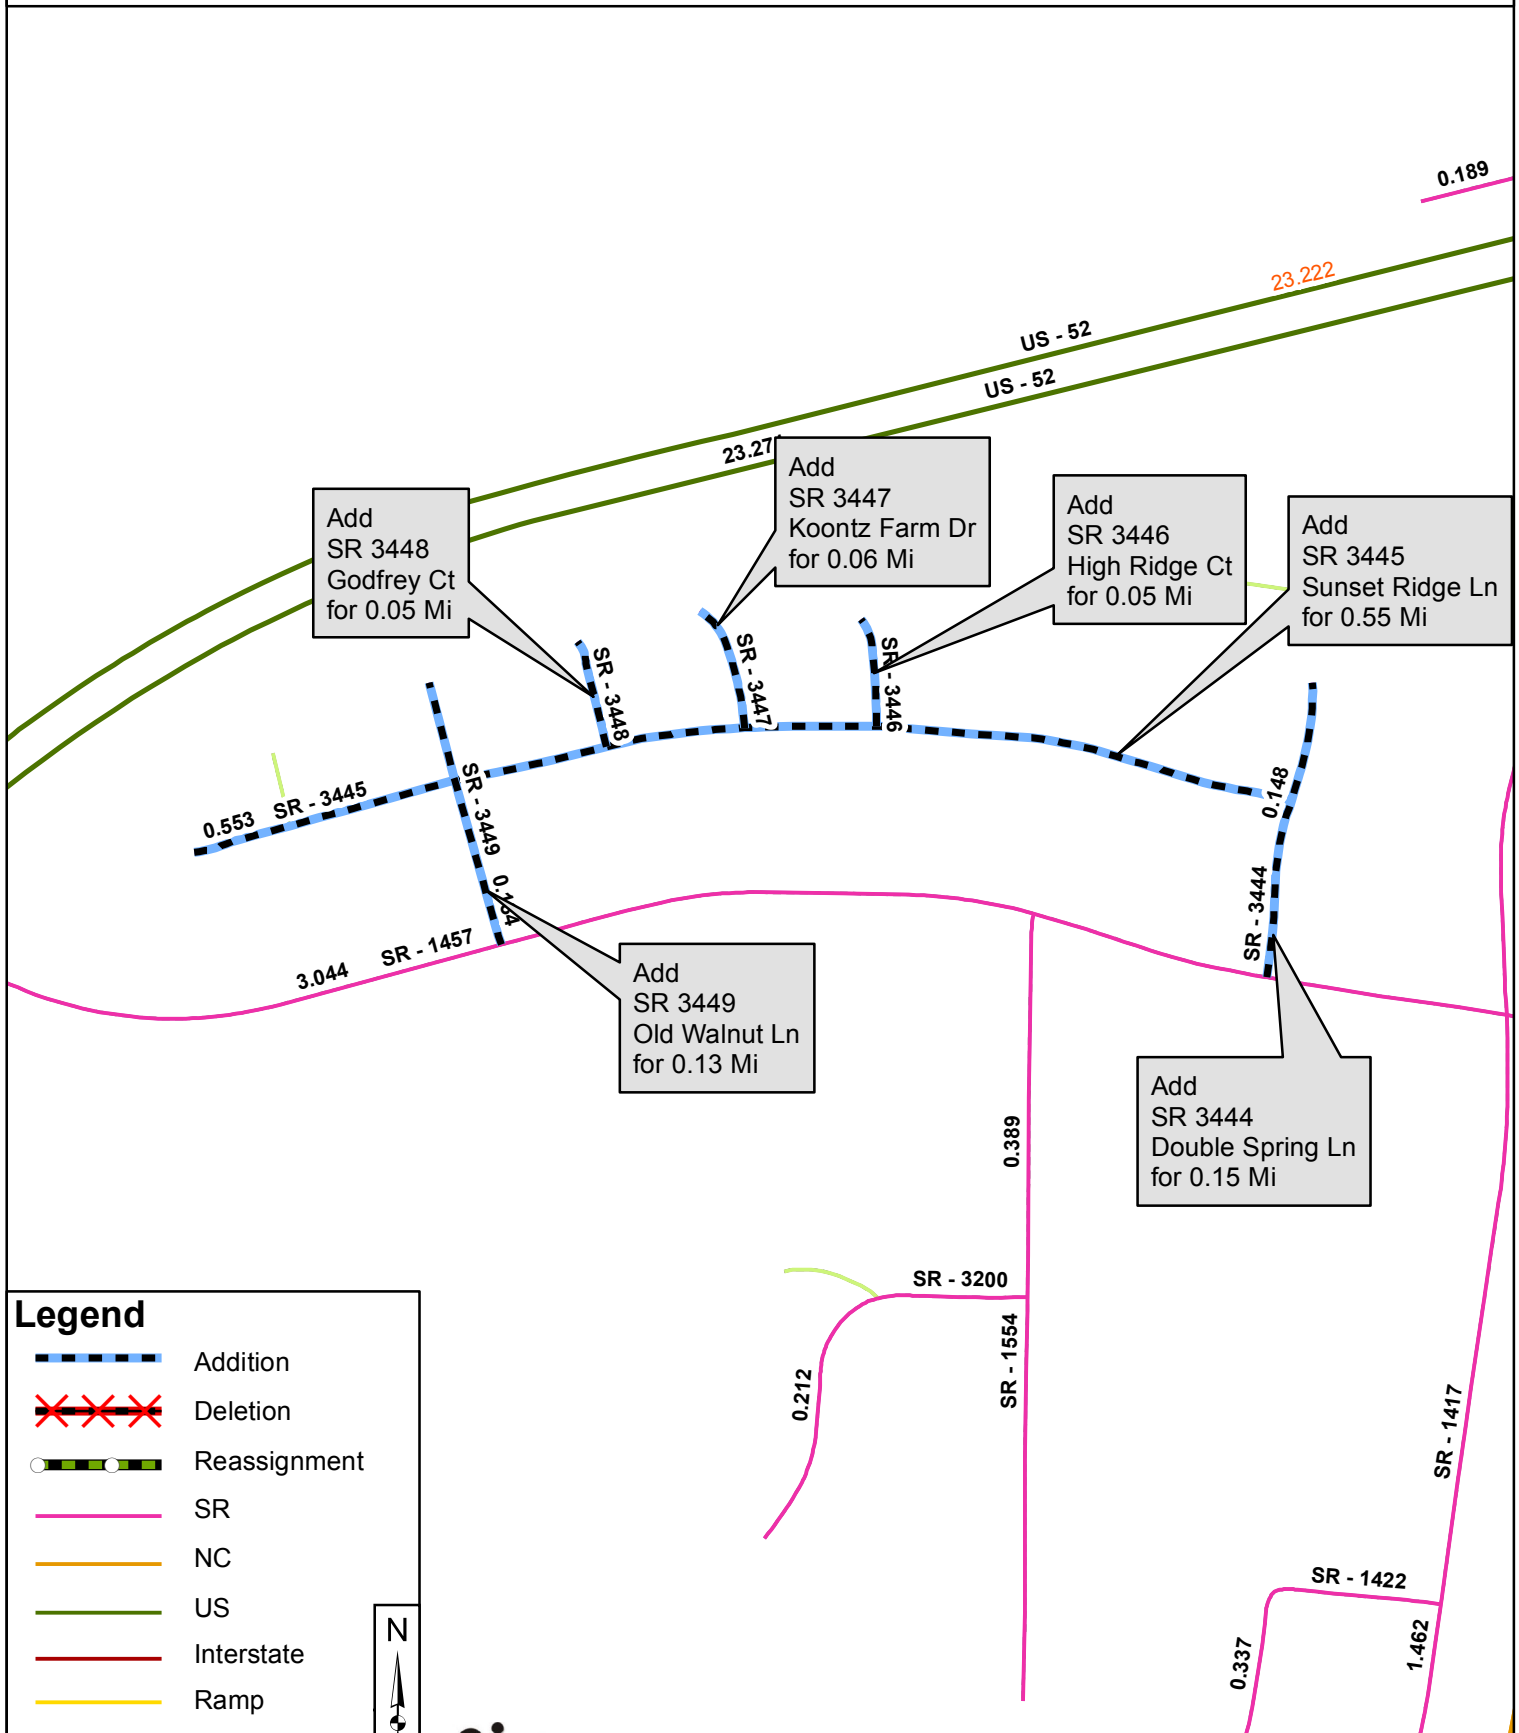 0.189
23.222
US - 52
US - 52
Add
SR 3448
Godfrey Ct
for 0.05 Mi
Add
SR 3447
Koontz Farm Dr
for 0.06 Mi
Add
SR 3446
High Ridge Ct
for 0.05 Mi
Add
SR 3445
Sunset Ridge Ln
for 0.55 Mi
SR - 3448
SR - 3447
SR - 3446
0.553
SR - 3445
SR - 3449
0.148
SR - 3444
3.044
SR - 1457
Add
SR 3449
Old Walnut Ln
for 0.13 Mi
Add
SR 3444
Double Spring Ln
for 0.15 Mi
0.389
SR - 3200
SR - 1554
0.212
SR - 1417
SR - 1422
0.337
1.462
Legend
Addition
Deletion
Reassignment
SR
NC
US
Interstate
Ramp
N